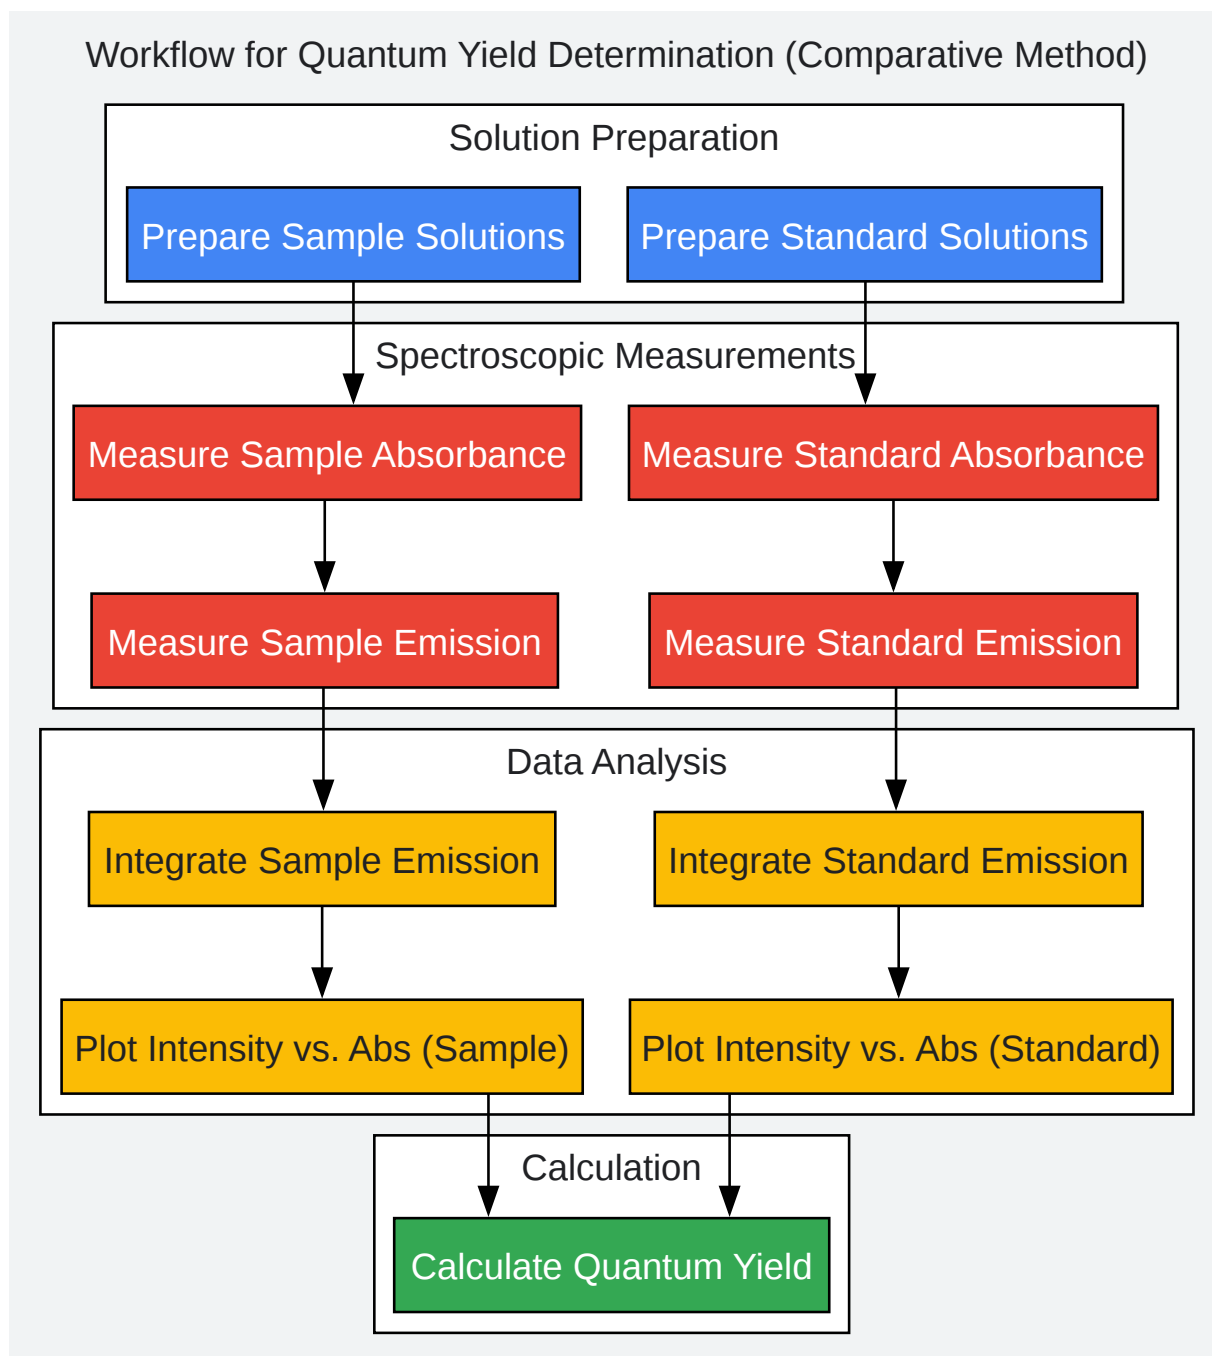 Workflow for Quantum Yield Determination (Comparative Method)
Solution Preparation
Prepare Sample Solutions
Prepare Standard Solutions
Spectroscopic Measurements
Measure Sample Absorbance
Measure Standard Absorbance
Measure Sample Emission
Measure Standard Emission
Data Analysis
Integrate Sample Emission
Integrate Standard Emission
Plot Intensity vs. Abs (Sample)
Plot Intensity vs. Abs (Standard)
Calculation
Calculate Quantum Yield